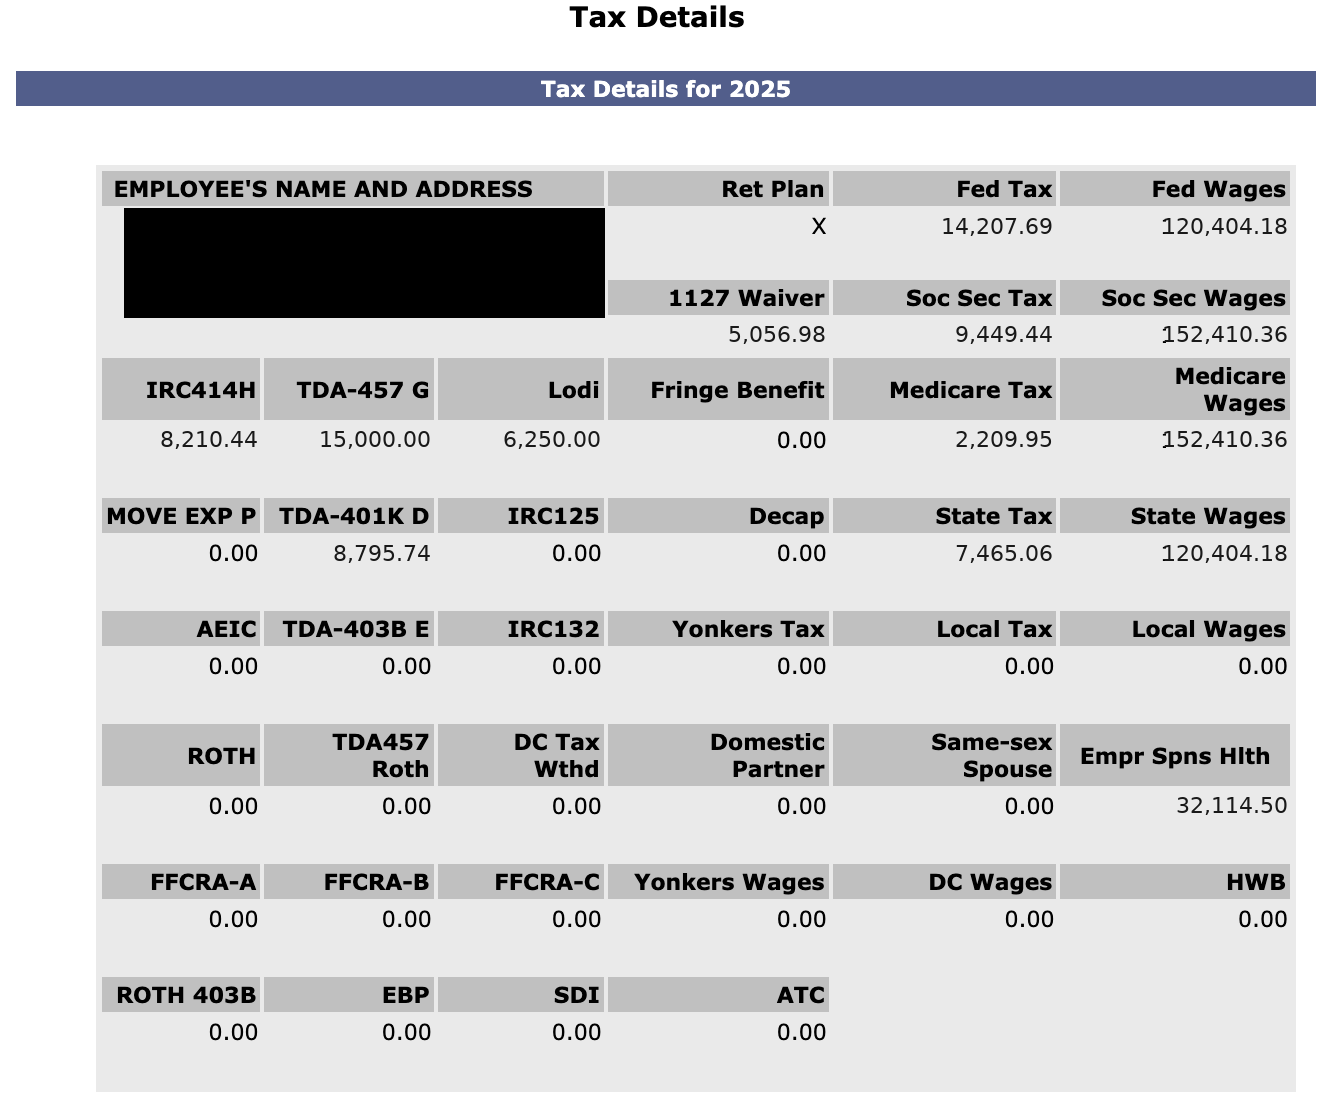 Tax Details
Tax Details for 2025
EMPLOYEE'S NAME AND ADDRESS Ret Plan Fed Tax Fed Wages
X 14,207.69 120,404.18
1127 Waiver Soc Sec Tax Soc Sec Wages
5,056.98 9,449.44 152,410.36
IRC414H TDA-457 G Lodi Fringe Benefit Medicare Tax Medicare Wages
8,210.44 15,000.00 6,250.00 0.00 2,209.95 152,410.36
MOVE EXP P TDA-401K D IRC125 Decap State Tax State Wages
0.00 8,795.74 0.00 0.00 7,465.06 120,404.18
AEIC TDA-403B E IRC132 Yonkers Tax Local Tax Local Wages
0.00 0.00 0.00 0.00 0.00 0.00
ROTH TDA457 Roth DC Tax Wthd Domestic Partner Same-sex Spouse Empr Spns Hlth
0.00 0.00 0.00 0.00 0.00 32,114.50
FFCRA-A FFCRA-B FFCRA-C Yonkers Wages DC Wages HWB
0.00 0.00 0.00 0.00 0.00 0.00
ROTH 403B EBP SDI ATC
0.00 0.00 0.00 0.00